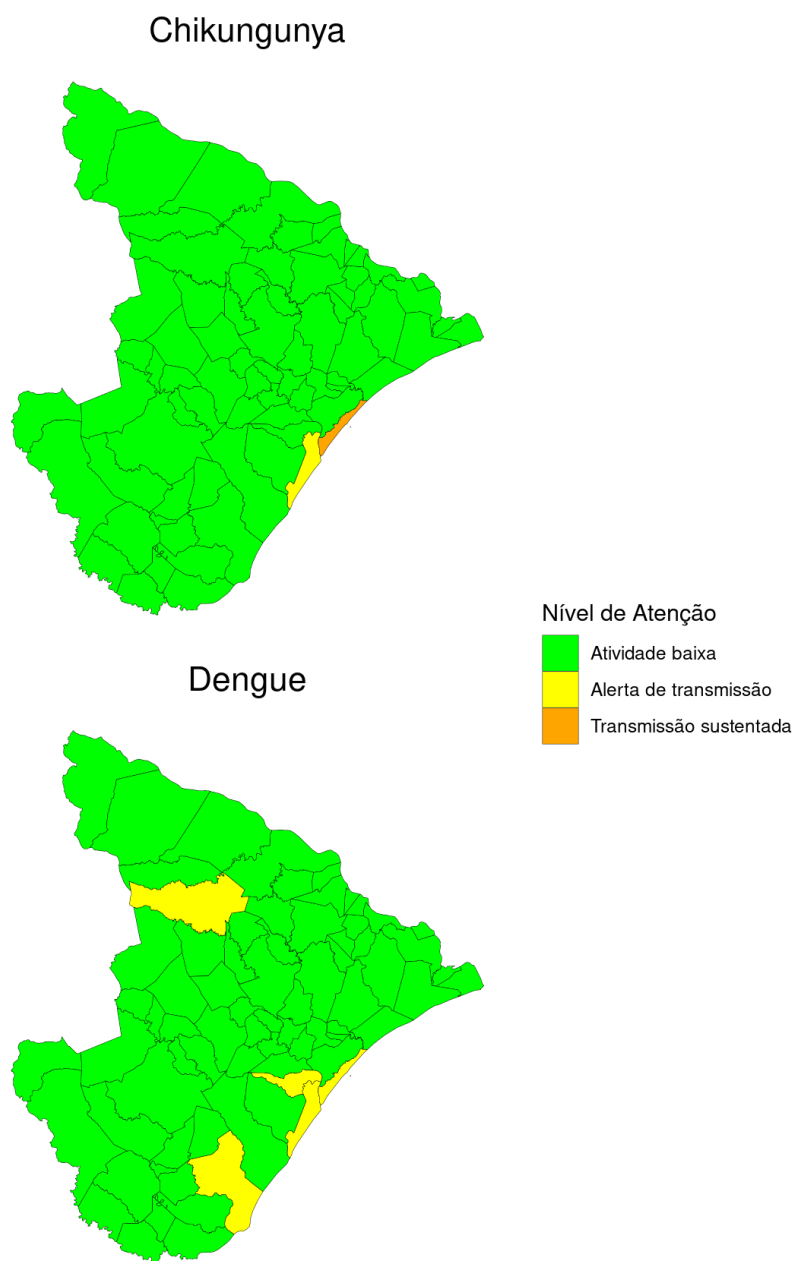 Chikungunya
Nível de Atenção
Atividade baixa
Alerta de transmissão
Transmissão sustentada
Dengue